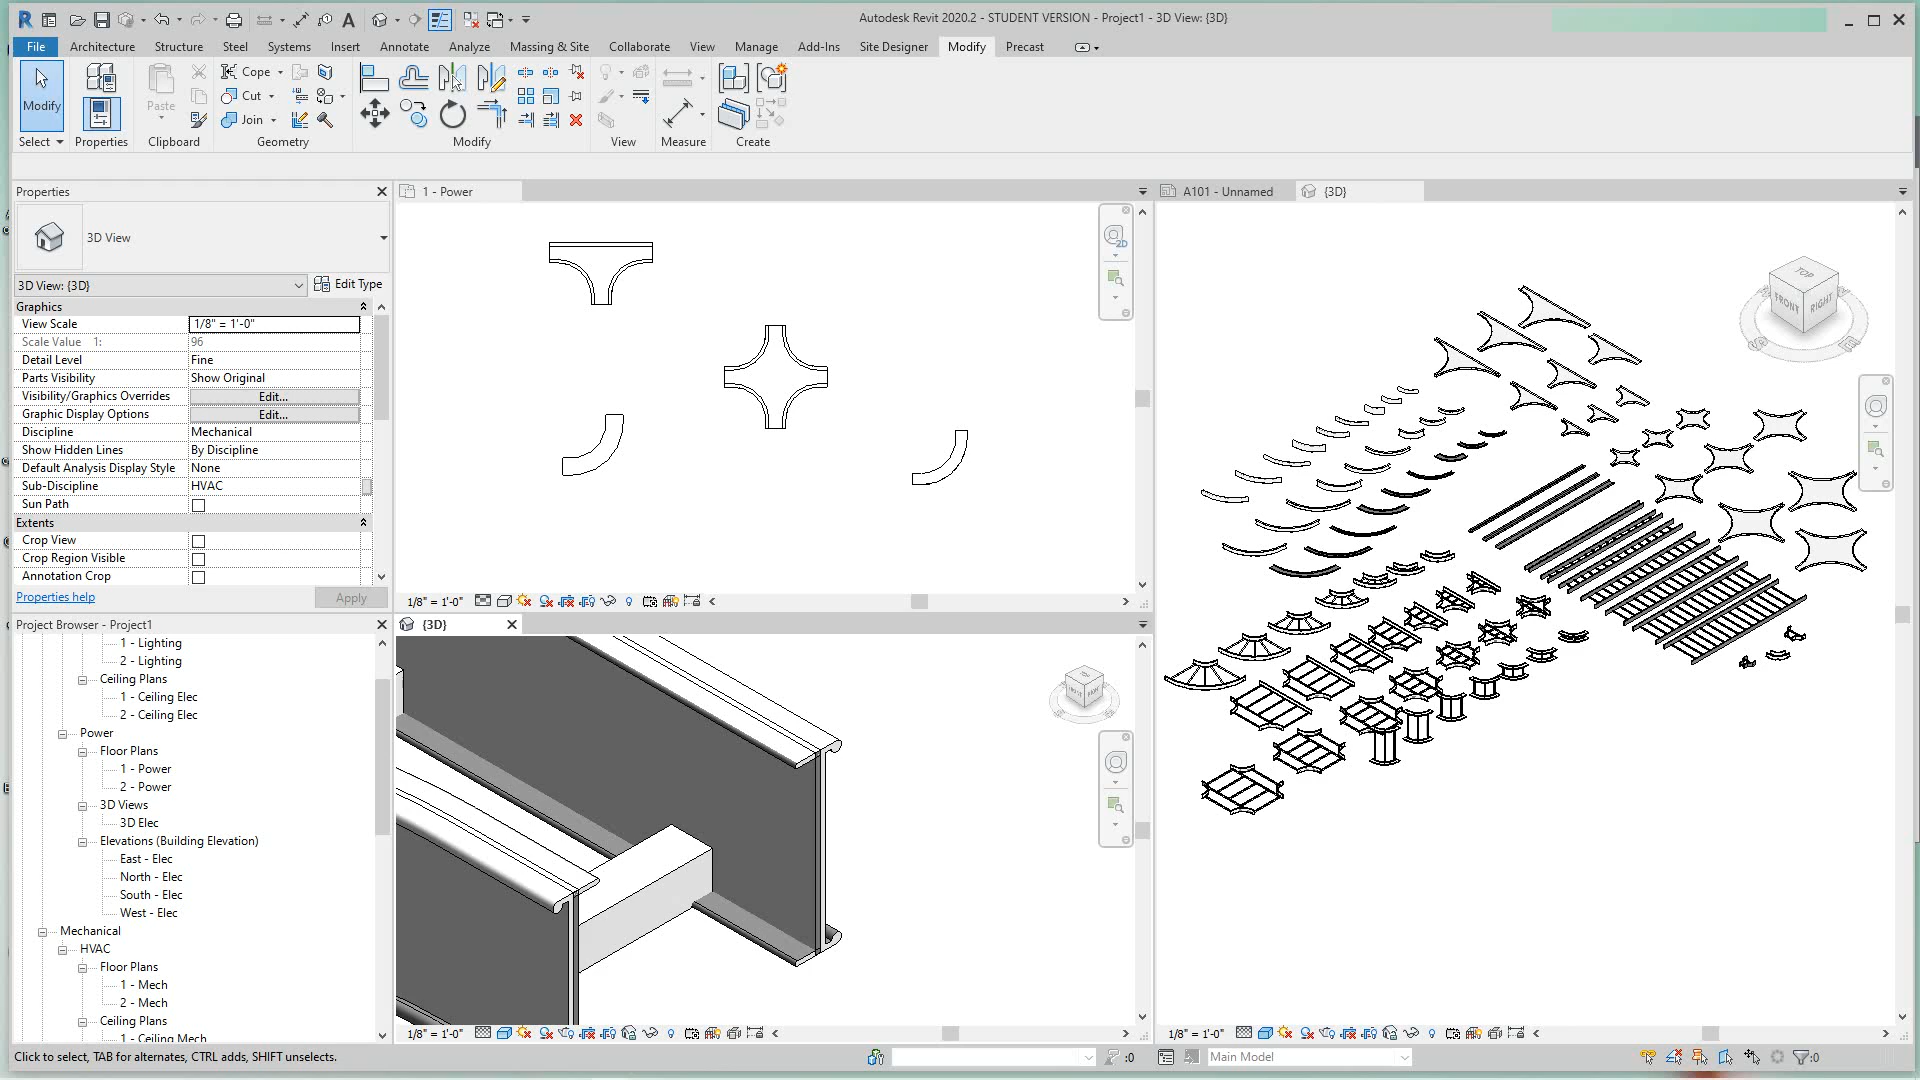 Autodesk Revit 2020.2 - STUDENT VERSION - Project1 - 3D View: {3D}
File Architecture Structure Steel Systems Insert Annotate Analyze Massing & Site Collaborate View Manage Add-Ins Site Designer Modify Precast
Modify
Paste
Cope
Cut
Join
Select Properties Clipboard Geometry Modify View Measure Create
Properties
3D View
3D View: {3D} Edit Type
Graphics
View Scale 1/8" = 1'-0"
Scale Value 1: 96
Detail Level Fine
Parts Visibility Show Original
Visibility/Graphics Overrides Edit...
Graphic Display Options Edit...
Discipline Mechanical
Show Hidden Lines By Discipline
Default Analysis Display Style None
Sub-Discipline HVAC
Sun Path
Extents
Crop View
Crop Region Visible
Annotation Crop
Properties help Apply
Project Browser - Project1
1 - Lighting
2 - Lighting
Ceiling Plans
1 - Ceiling Elec
2 - Ceiling Elec
Power
Floor Plans
1 - Power
2 - Power
3D Views
3D Elec
Elevations (Building Elevation)
East - Elec
North - Elec
South - Elec
West - Elec
Mechanical
HVAC
Floor Plans
1 - Mech
2 - Mech
Ceiling Plans
1 - Ceiling Mech
1 - Power
2D
1/8" = 1'-0"
{3D}
1/8" = 1'-0"
A101 - Unnamed {3D}
TOP
FRONT RIGHT
1/8" = 1'-0"
Click to select, TAB for alternates, CTRL adds, SHIFT unselects.
:0
Main Model
:0